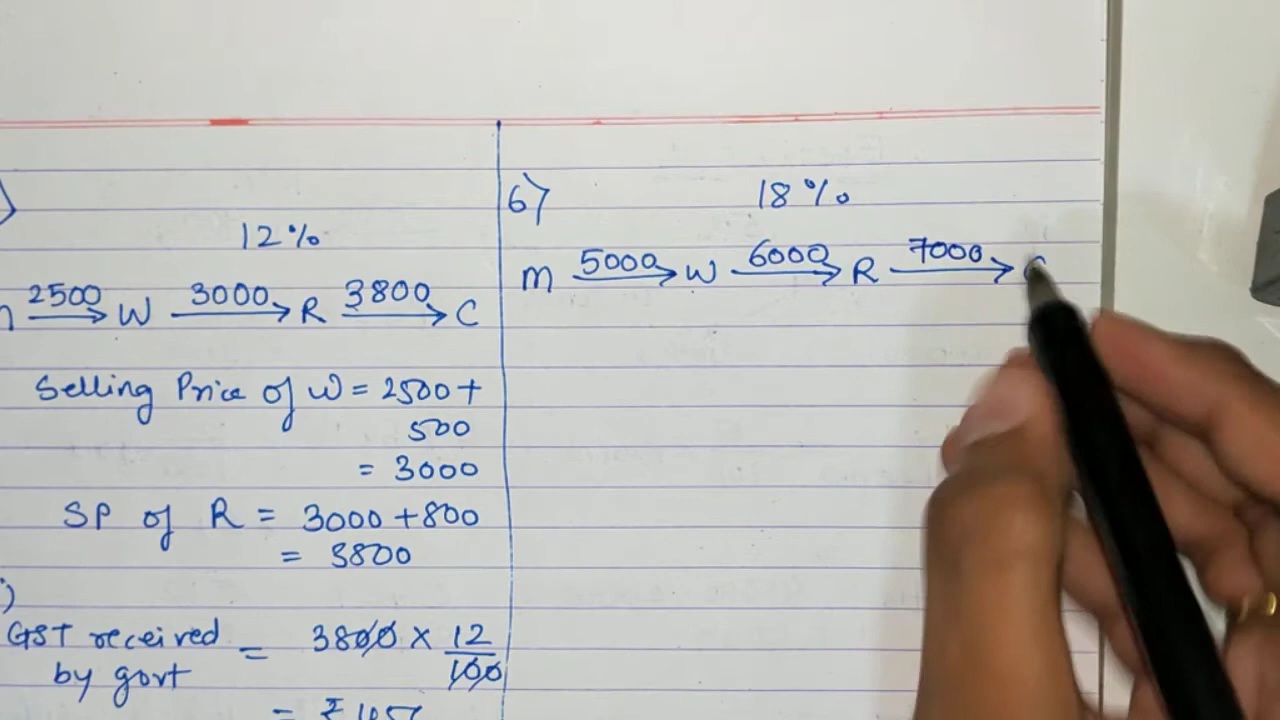 )
12%
2500 W 3000 R 3800 C
Selling Price of W = 2500 +
500
= 3000
SP of R = 3000 + 800
= 3800
)
GST received = 3800 × 12
by govt 100
= ₹
6) 18%
M 5000 W 6000 R 7000 C